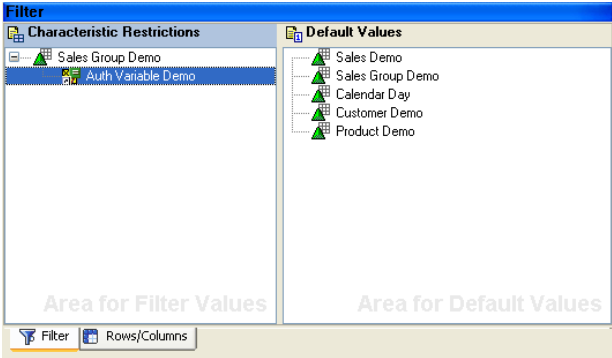 Filter
Characteristic Restrictions
Sales Group Demo
Auth Variable Demo
Area for Filter Values
Default Values
Sales Demo
Sales Group Demo
Calendar Day
Customer Demo
Product Demo
Area for Default Values
Filter
Rows/Columns